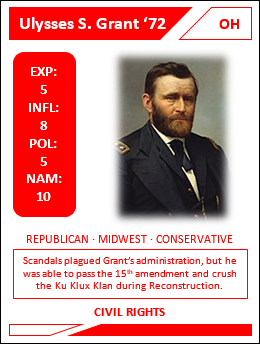 Ulysses S. Grant ‘72
OH
EXP:
5
INFL:
8
POL:
5
NAM:
10
REPUBLICAN · MIDWEST · CONSERVATIVE
Scandals plagued Grant’s administration, but he
was able to pass the 15th amendment and crush
the Ku Klux Klan during Reconstruction.
CIVIL RIGHTS